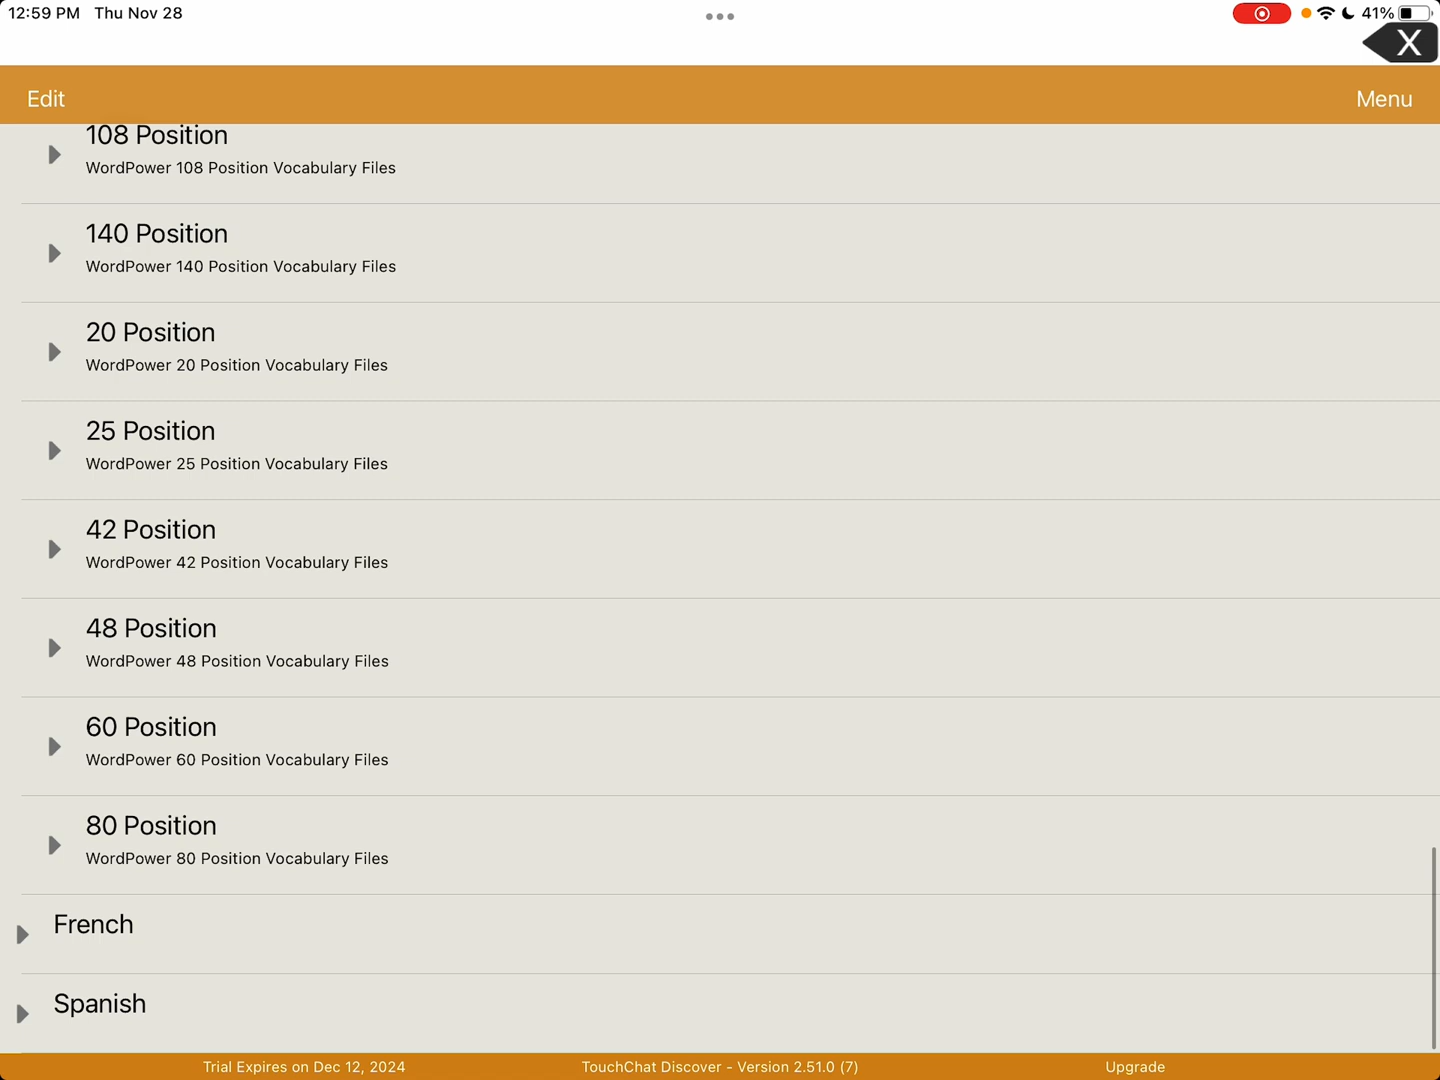 12:59 PM Thu Nov 28
41%
X
Edit
Menu
108 Position
WordPower 108 Position Vocabulary Files
140 Position
WordPower 140 Position Vocabulary Files
20 Position
WordPower 20 Position Vocabulary Files
25 Position
WordPower 25 Position Vocabulary Files
42 Position
WordPower 42 Position Vocabulary Files
48 Position
WordPower 48 Position Vocabulary Files
60 Position
WordPower 60 Position Vocabulary Files
80 Position
WordPower 80 Position Vocabulary Files
French
Spanish
Trial Expires on Dec 12, 2024
TouchChat Discover - Version 2.51.0 (7)
Upgrade